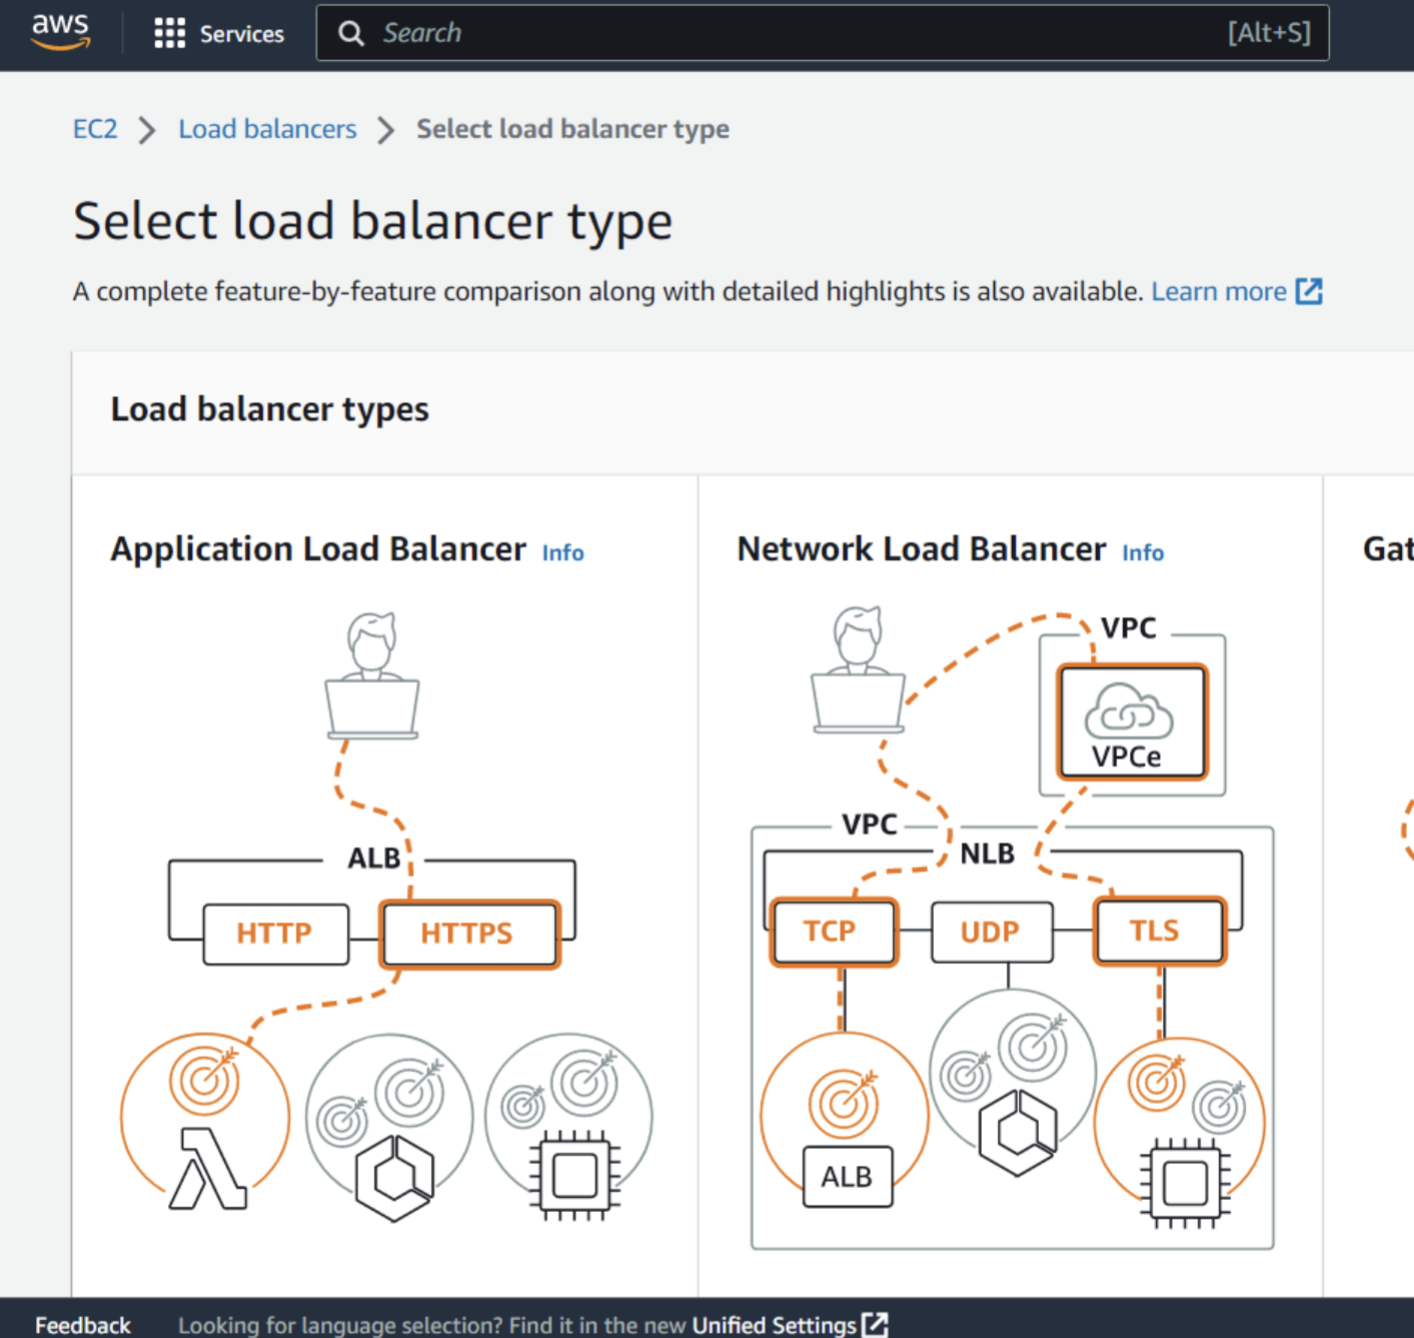 aws Services Search [Alt+S]
EC2 Load balancers Select load balancer type
Select load balancer type
A complete feature-by-feature comparison along with detailed highlights is also available. Learn more
Load balancer types
Application Load Balancer Info
ALB
HTTP HTTPS
Network Load Balancer Info
VPC
VPCe
VPC
NLB
TCP UDP TLS
ALB
Gat
Feedback Looking for language selection? Find it in the new Unified Settings